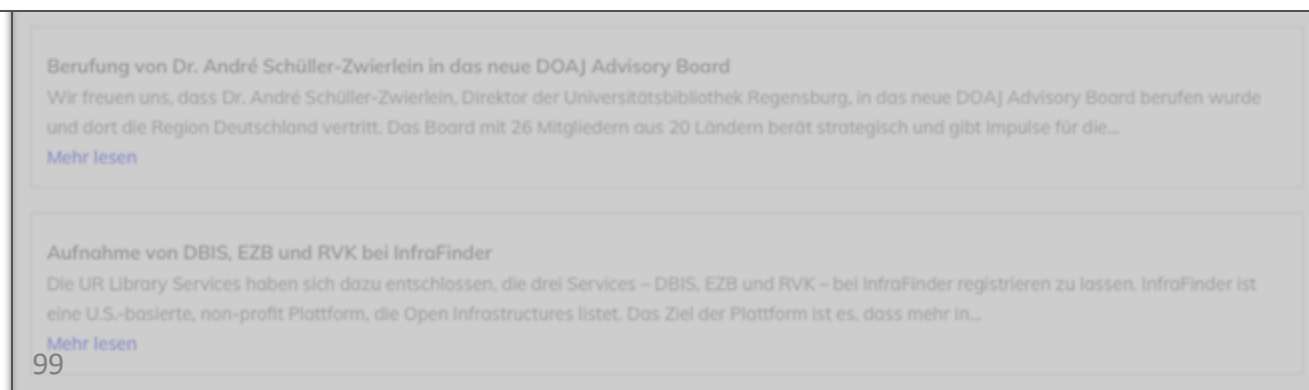 Berufung von Dr. André Schüller-Zwierlein in das neue DOAJ Advisory Board
Wir freuen uns, dass Dr. André Schüller-Zwierlein, Direktor der Universitätsbibliothek Regensburg, in das neue DOAJ Advisory Board berufen wurde
und dort die Region Deutschland vertritt. Das Board mit 26 Mitgliedern aus 20 Ländern berät strategisch und gibt Impulse für die...
Mehr lesen
Aufnahme von DBIS, EZB und RVK bei InfraFinder
Die UR Library Services haben sich dazu entschlossen, die drei Services – DBIS, EZB und RVK – bei InfraFinder registrieren zu lassen. InfraFinder ist
eine U.S.-basierte, non-profit Plattform, die Open Infrastructures listet. Das Ziel der Plattform ist es, dass mehr in...
Mehr lesen
99